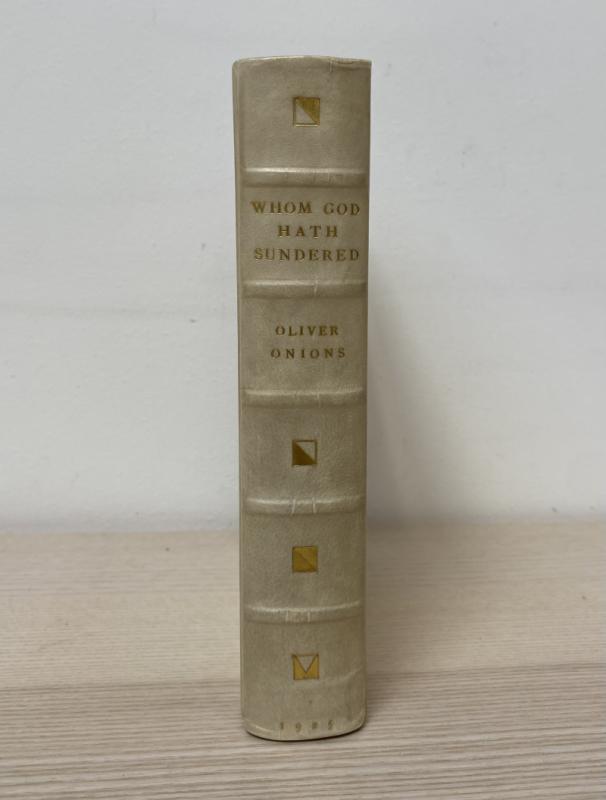 WHOM GOD
HATH
SUNDERED
OLIVER
ONIONS
1925